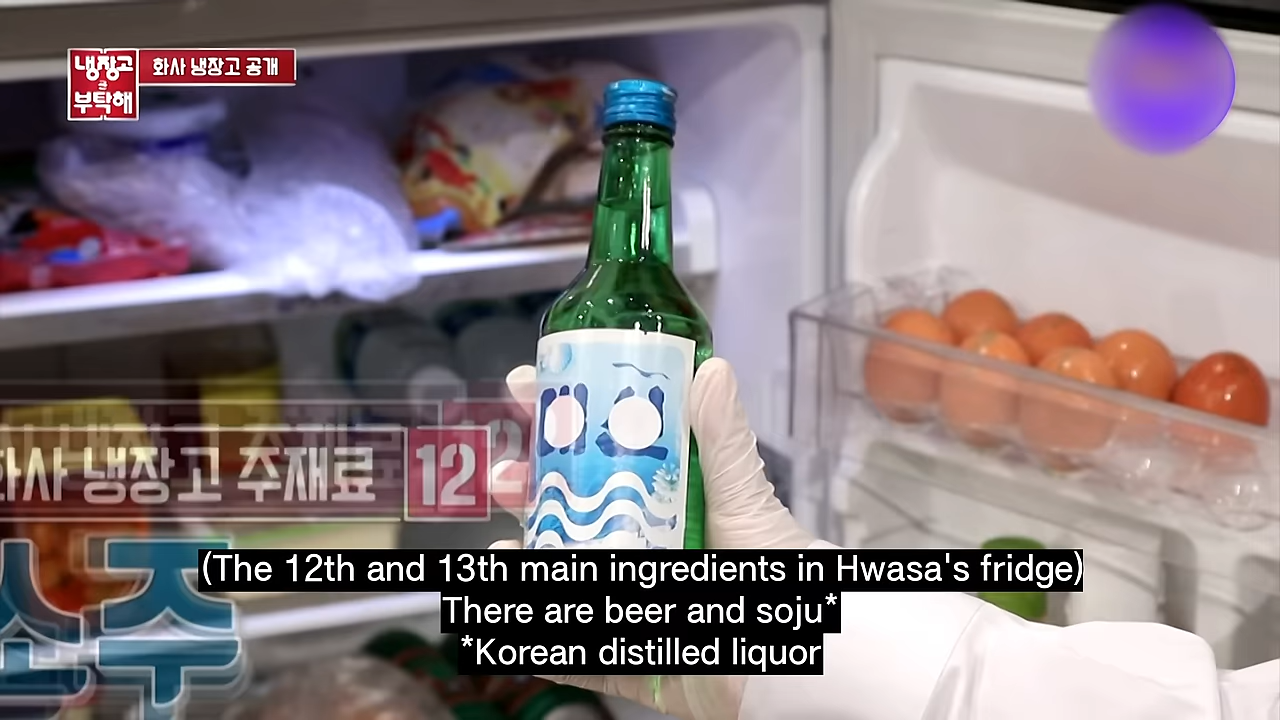 냉장고를
부탁해
화사 냉장고 공개
화사 냉장고 주재료 12
소주
(The 12th and 13th main ingredients in Hwasa's fridge)
There are beer and soju*
*Korean distilled liquor